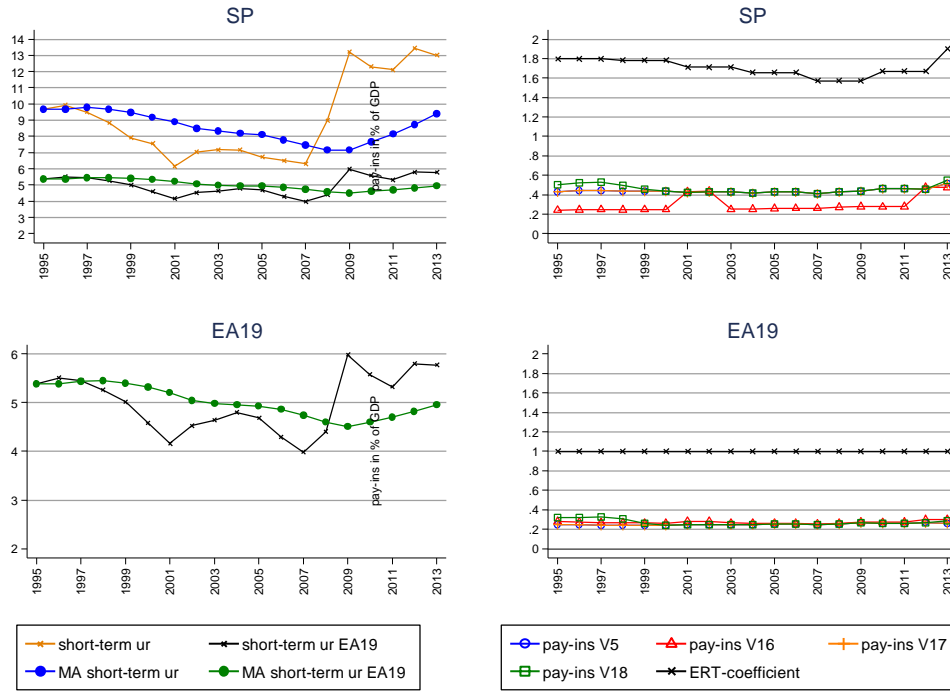 SP
14
13
12
11
10
9
8
7
6
5
4
3
2
1995 1997 1999 2001 2003 2005 2007 2009 2011 2013
pay-ins in % of GDP
SP
2
1.8
1.6
1.4
1.2
1
.8
.6
.4
.2
0
1995 1997 1999 2001 2003 2005 2007 2009 2011 2013
EA19
6
5
4
3
2
1995 1997 1999 2001 2003 2005 2007 2009 2011 2013
pay-ins in % of GDP
EA19
2
1.8
1.6
1.4
1.2
1
.8
.6
.4
.2
0
1995 1997 1999 2001 2003 2005 2007 2009 2011 2013
short-term ur short-term ur EA19
MA short-term ur MA short-term ur EA19
pay-ins V5 pay-ins V16 pay-ins V17
pay-ins V18 ERT-coefficient